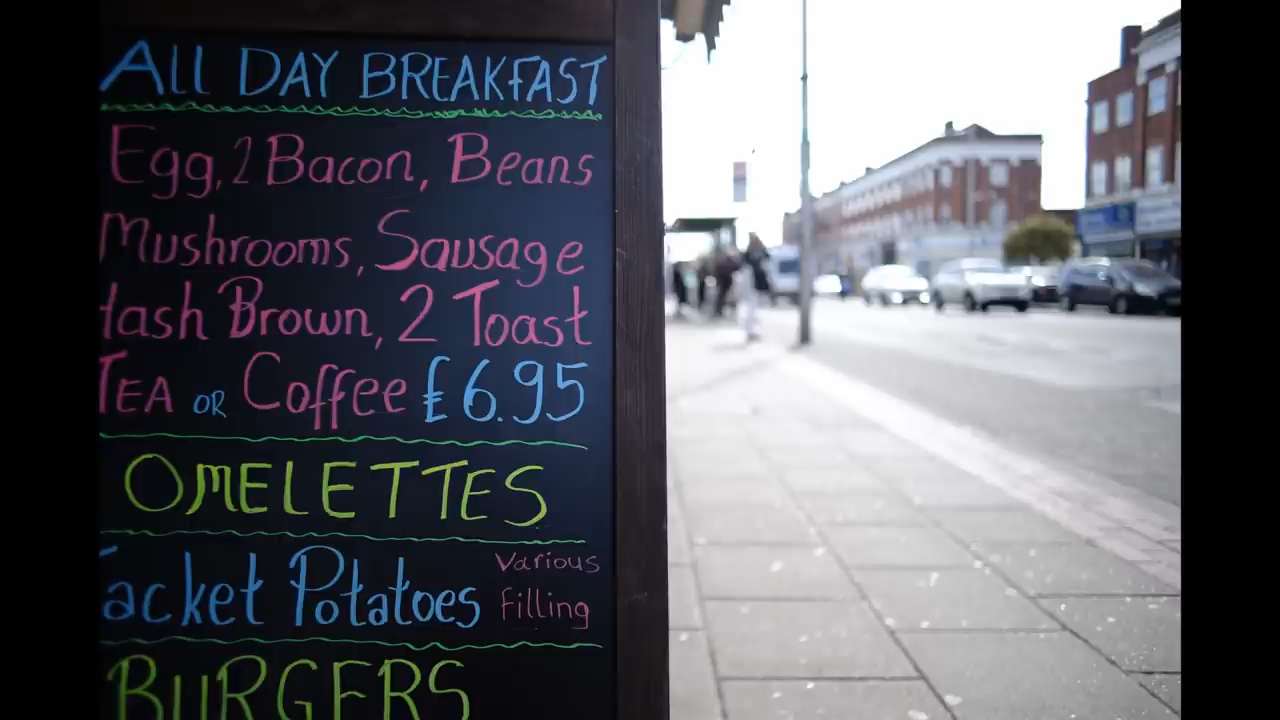 All DAY BREAKFAST
Egg, 2 Bacon, Beans
Mushrooms, Sausage
Hash Brown, 2 Toast
TEA OR Coffee £6.95
OMELETTES
Jacket Potatoes Various Filling
BURGERS